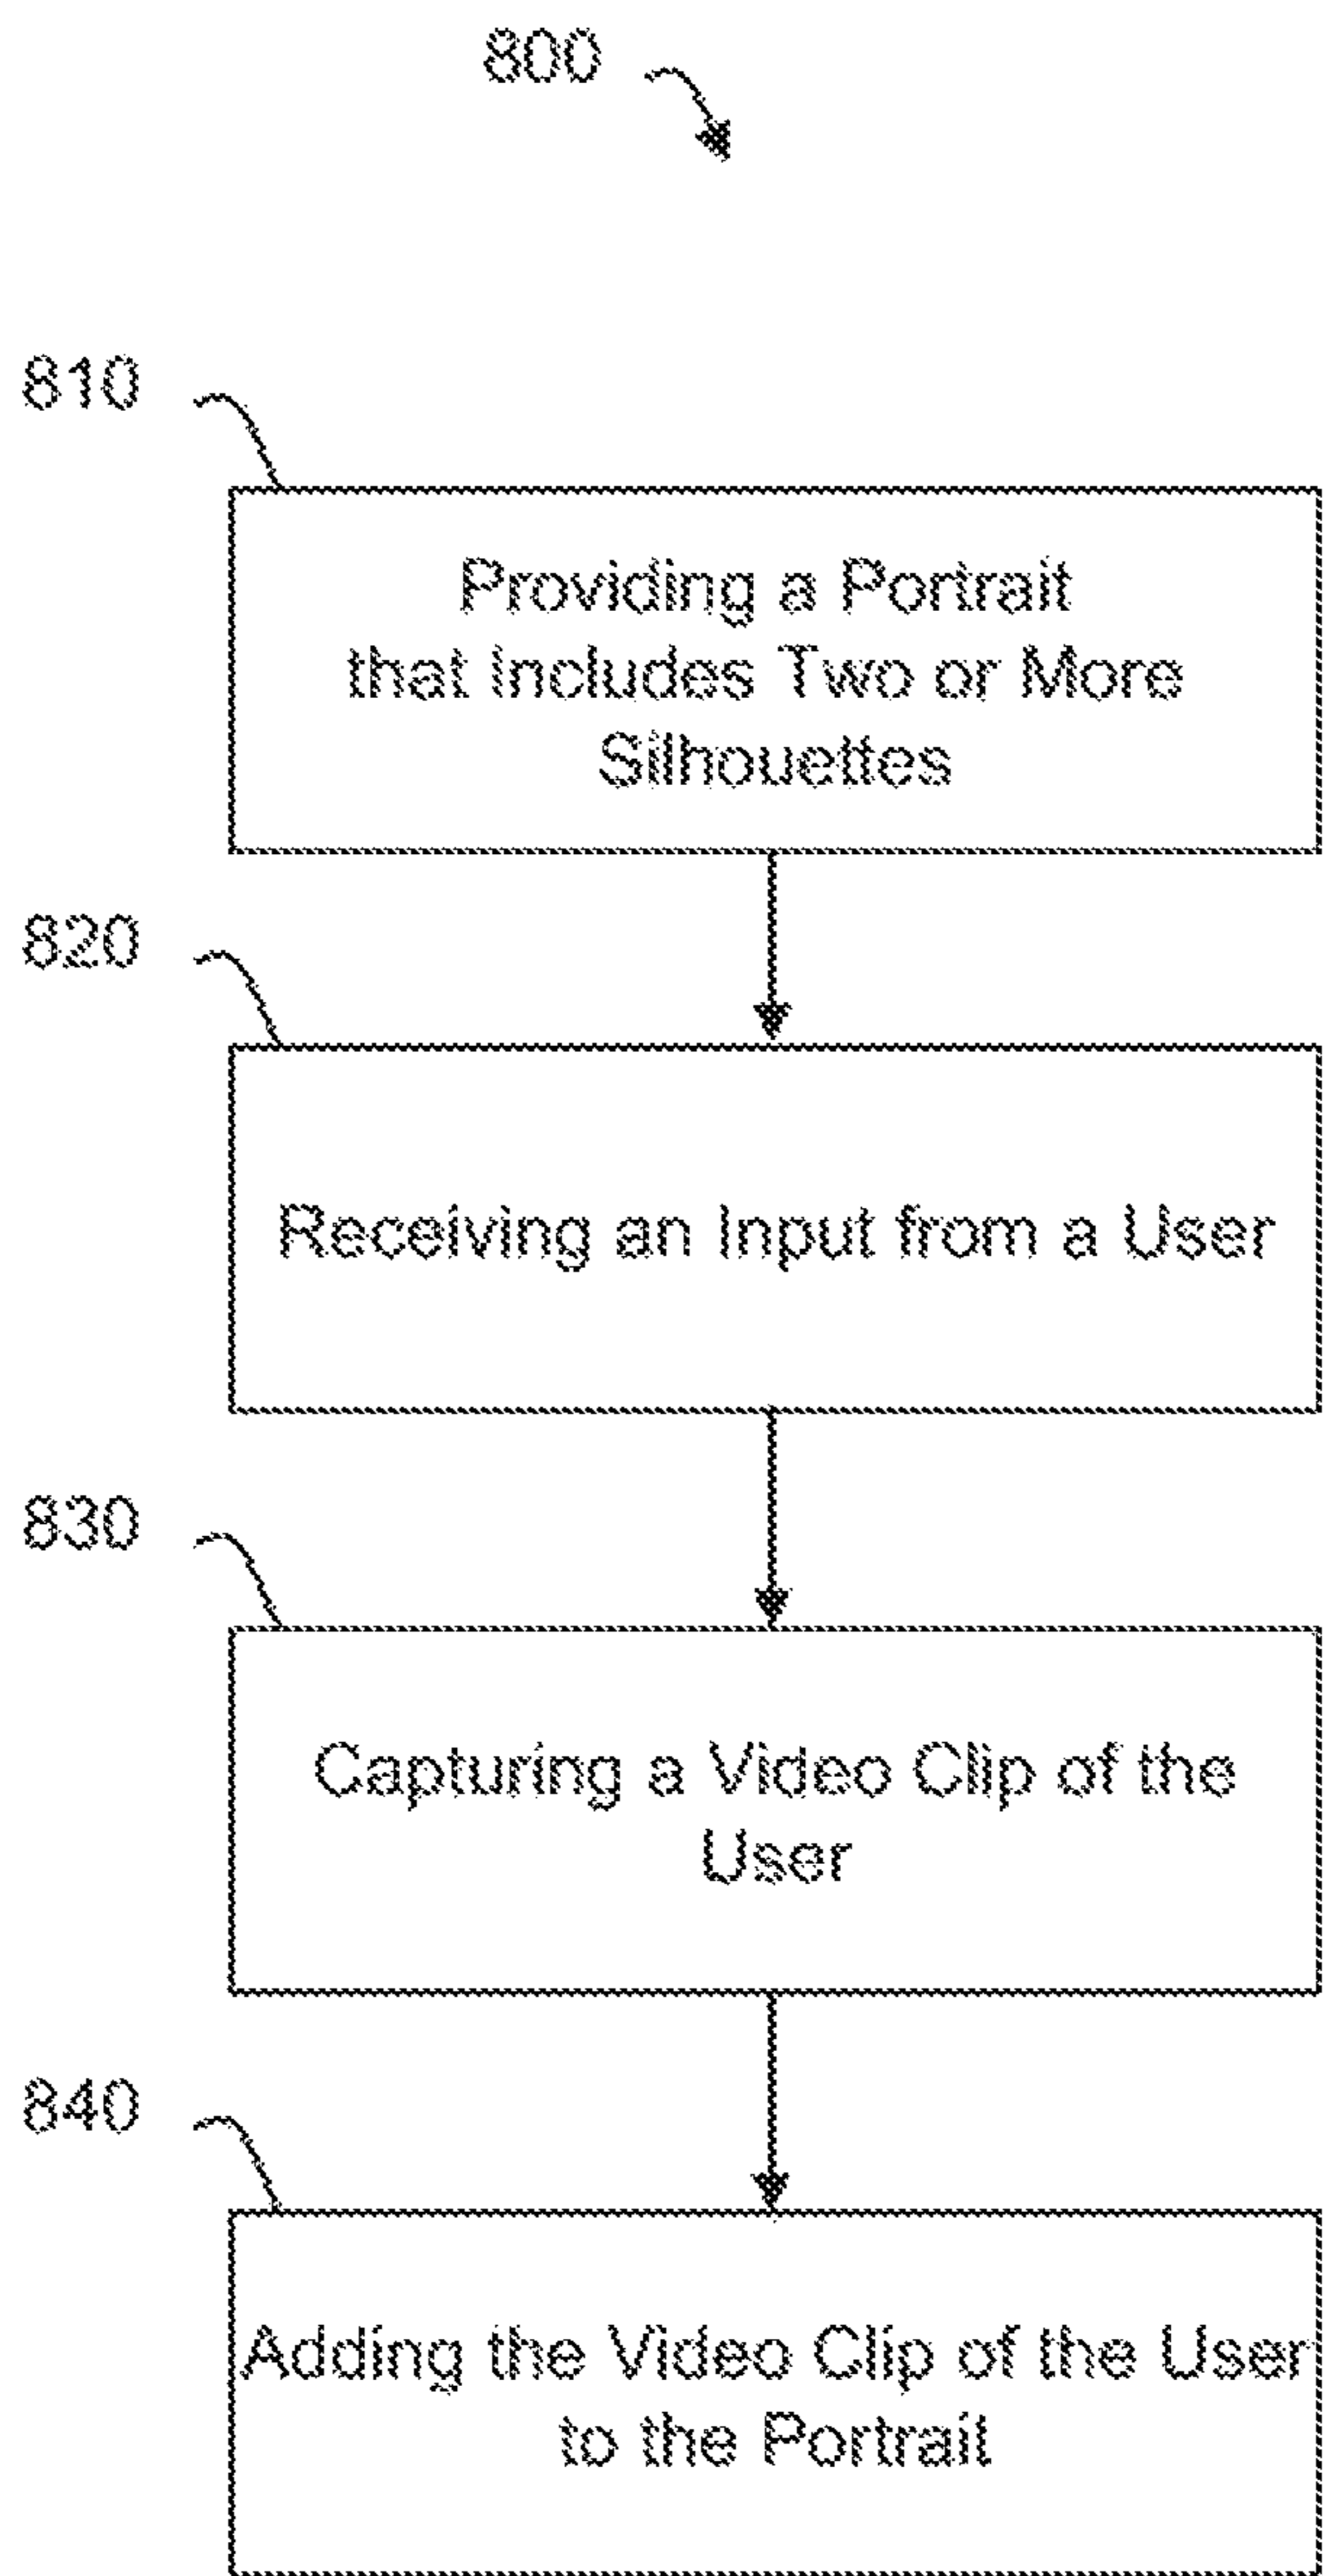 800
810
Providing a Portrait
that Includes Two or More
Silhouettes
820
Receiving an Input from a User
830
Capturing a Video Clip of the
User
840
Adding the Video Clip of the User
to the Portrait